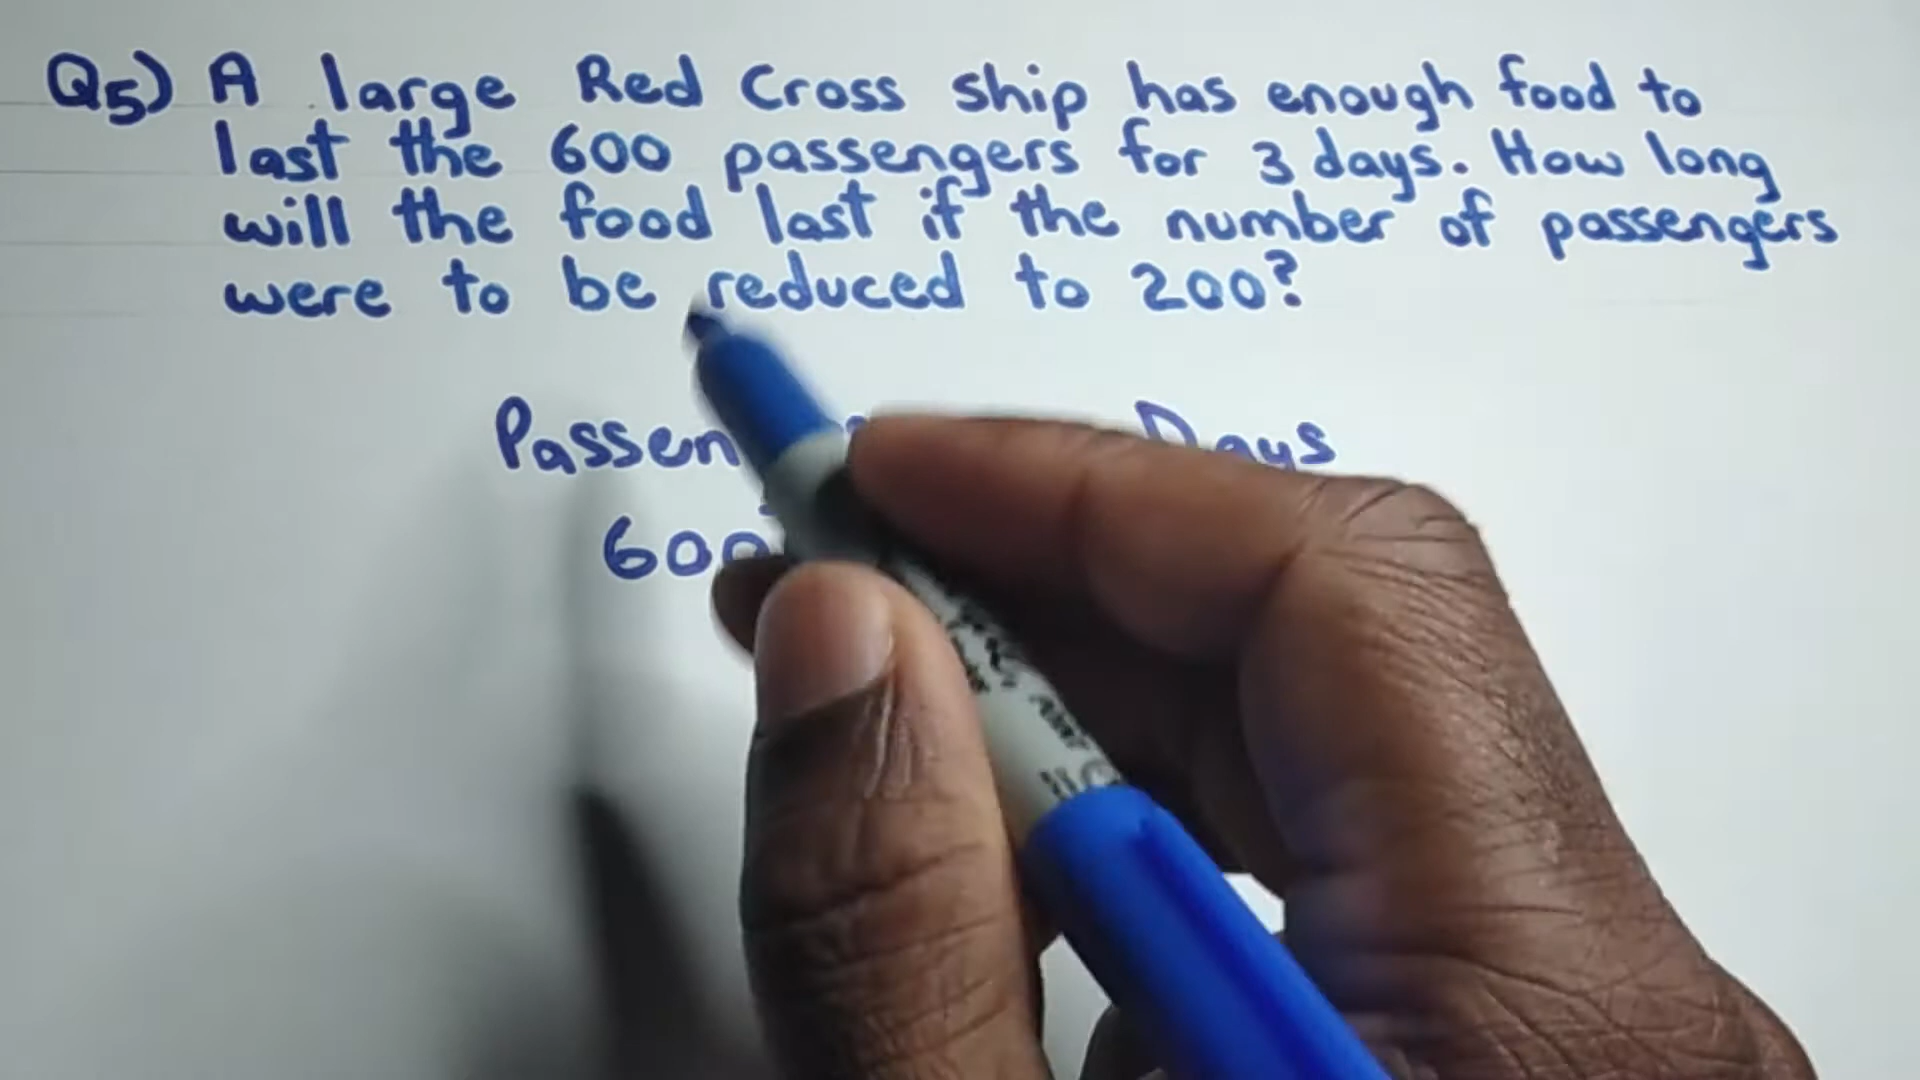 Q5) A large Red Cross ship has enough food to
last the 600 passengers for 3 days. How long
will the food last if the number of passengers
were to be reduced to 200?
Days
600